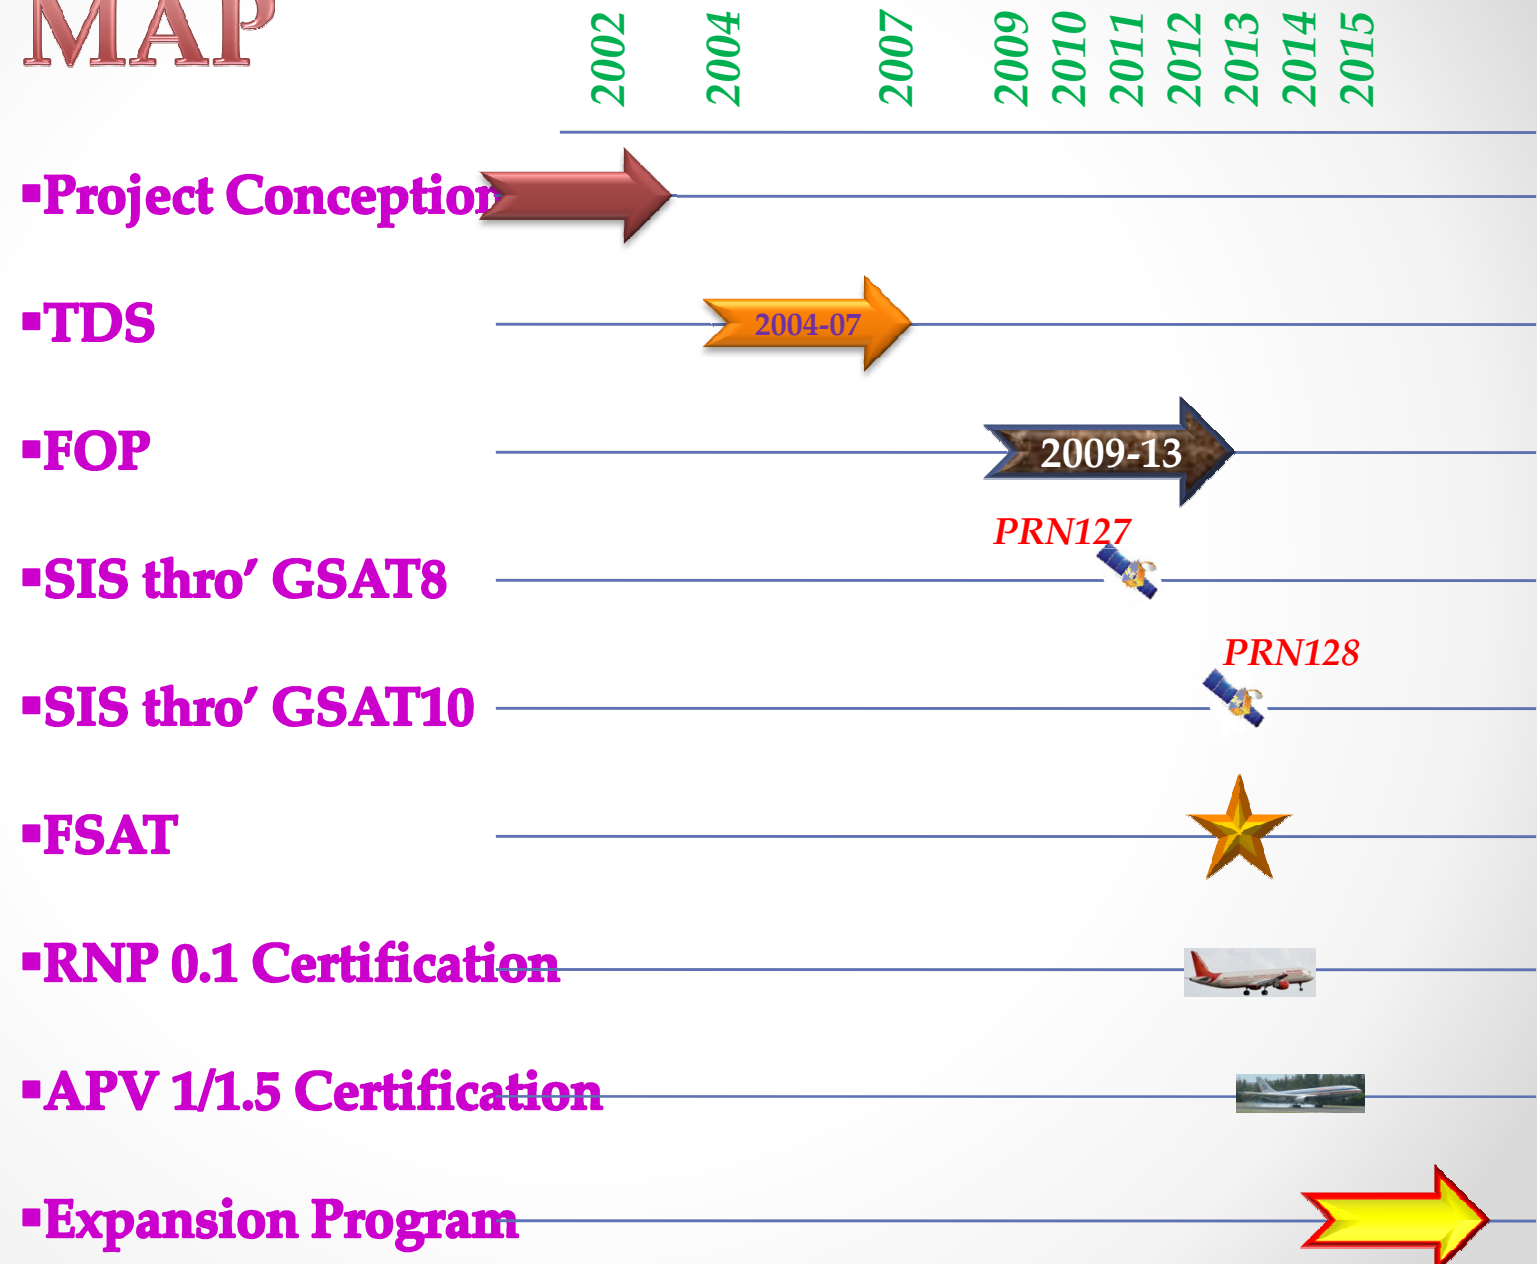 MAP
2002 2004 2007 2009 2010 2011 2012 2013 2014 2015
▪Project Conception
▪TDS
2004-07
▪FOP
2009-13
PRN127
▪SIS thro’ GSAT8
PRN128
▪SIS thro’ GSAT10
▪FSAT
▪RNP 0.1 Certification
▪APV 1/1.5 Certification
▪Expansion Program